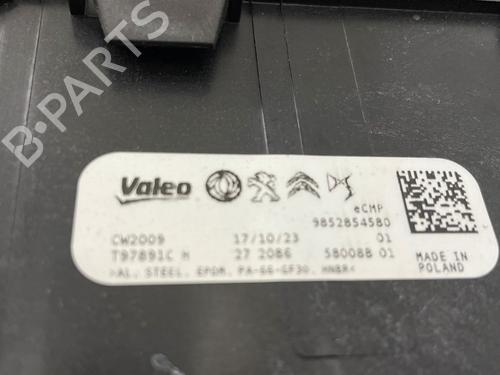 B-PARTS
Valeo
eCMP
9852854580
CW2009 17/10/23 01
T97891C H 27 2086 580088 01
>AL, STEEL, EPDM, PA-66-GF30, HNBR<
MADE IN
POLAND